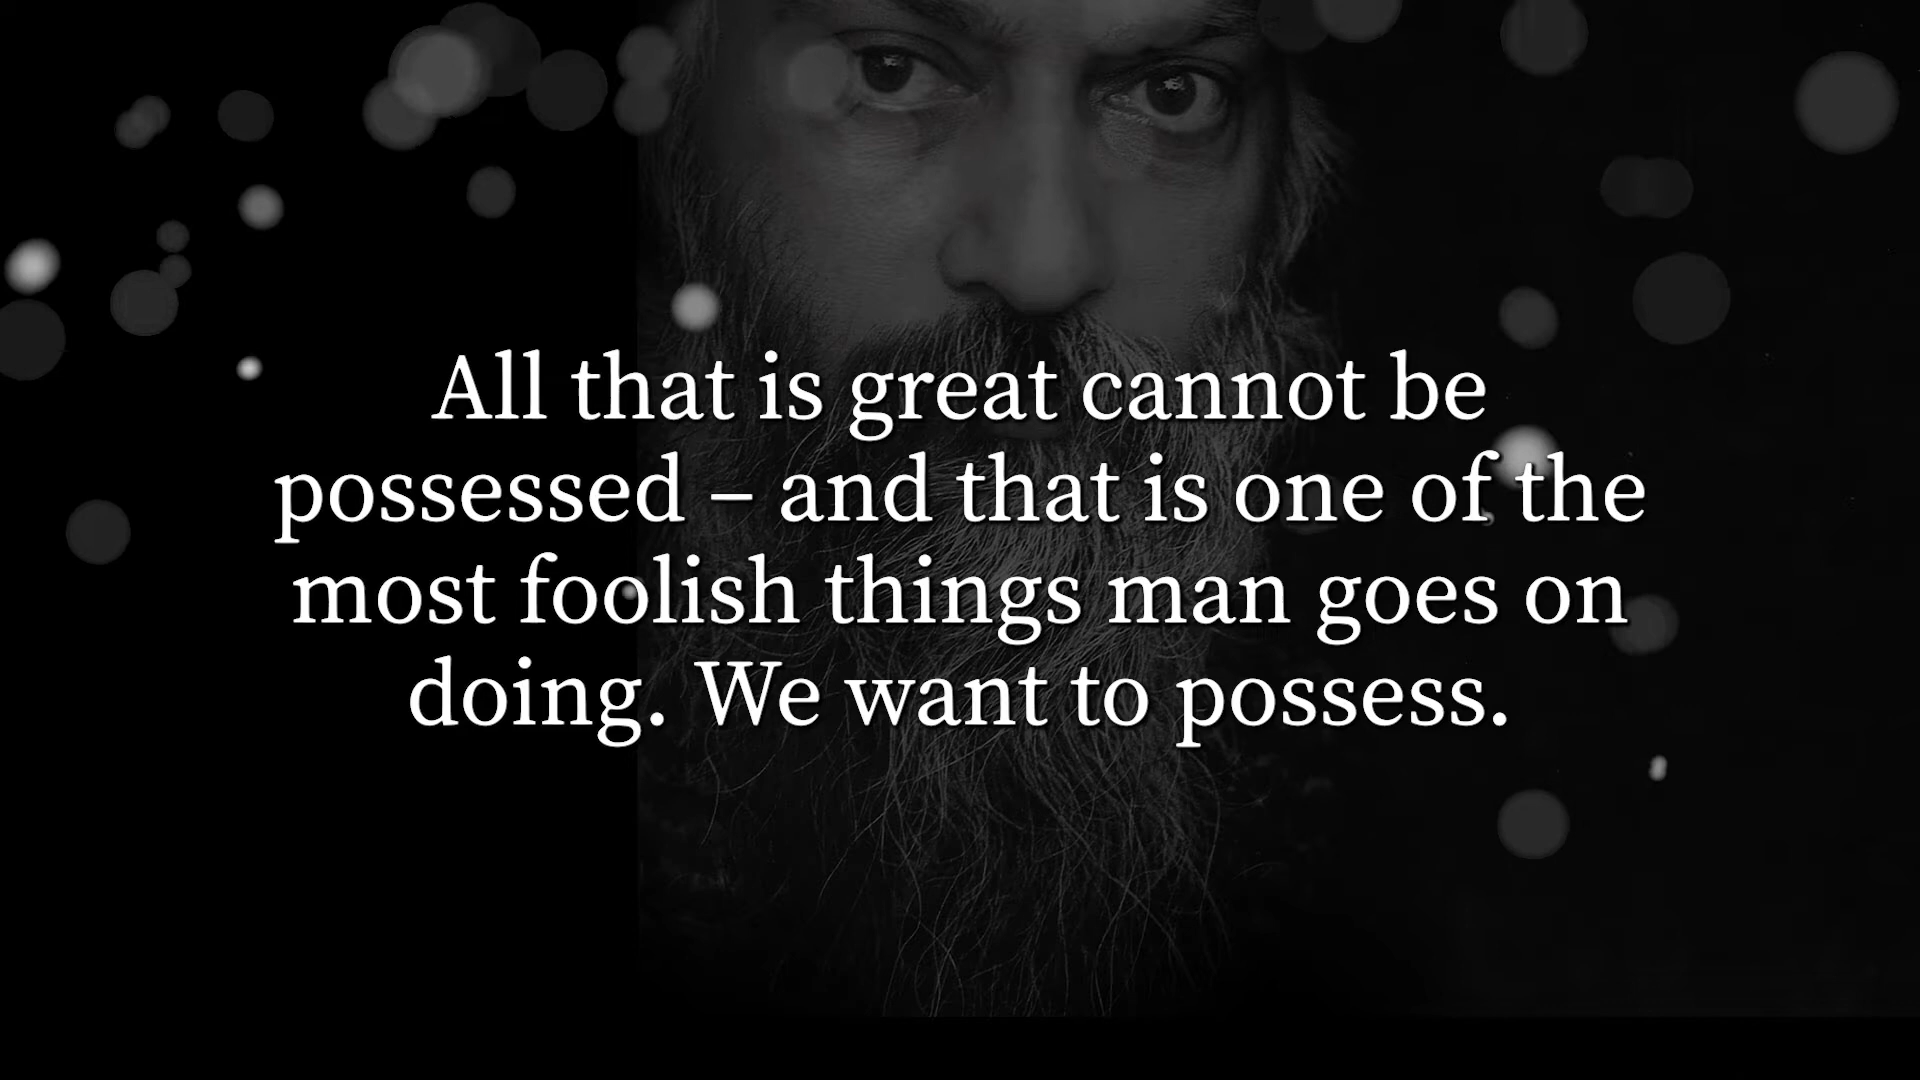 All that is great cannot be
possessed – and that is one of the
most foolish things man goes on
doing. We want to possess.